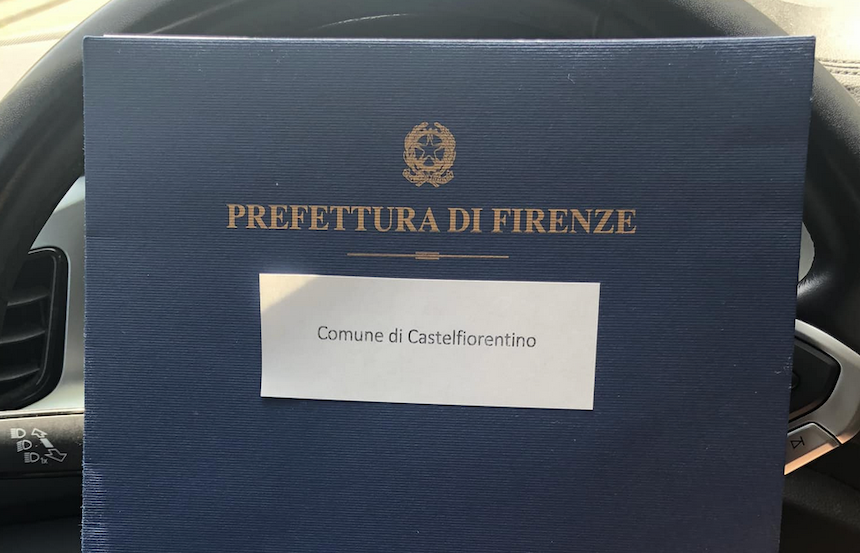 PREFETTURA DI FIRENZE
Comune di Castelfiorentino